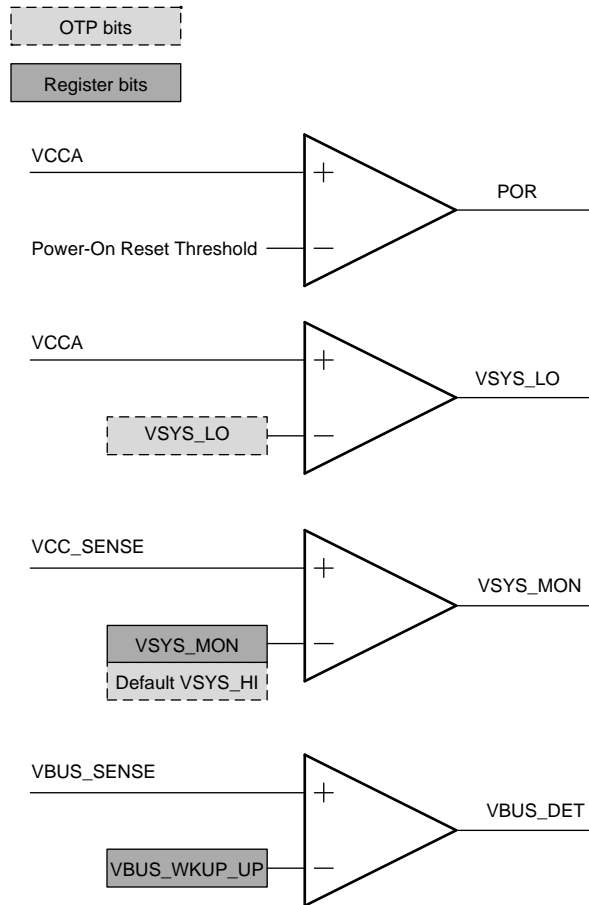 OTP bits
Register bits
VCCA
+
POR
Power-On Reset Threshold
−
VCCA
+
VSYS_LO
VSYS_LO
−
VCC_SENSE
+
VSYS_MON
VSYS_MON
−
Default VSYS_HI
VBUS_SENSE
+
VBUS_DET
VBUS_WKUP_UP
−